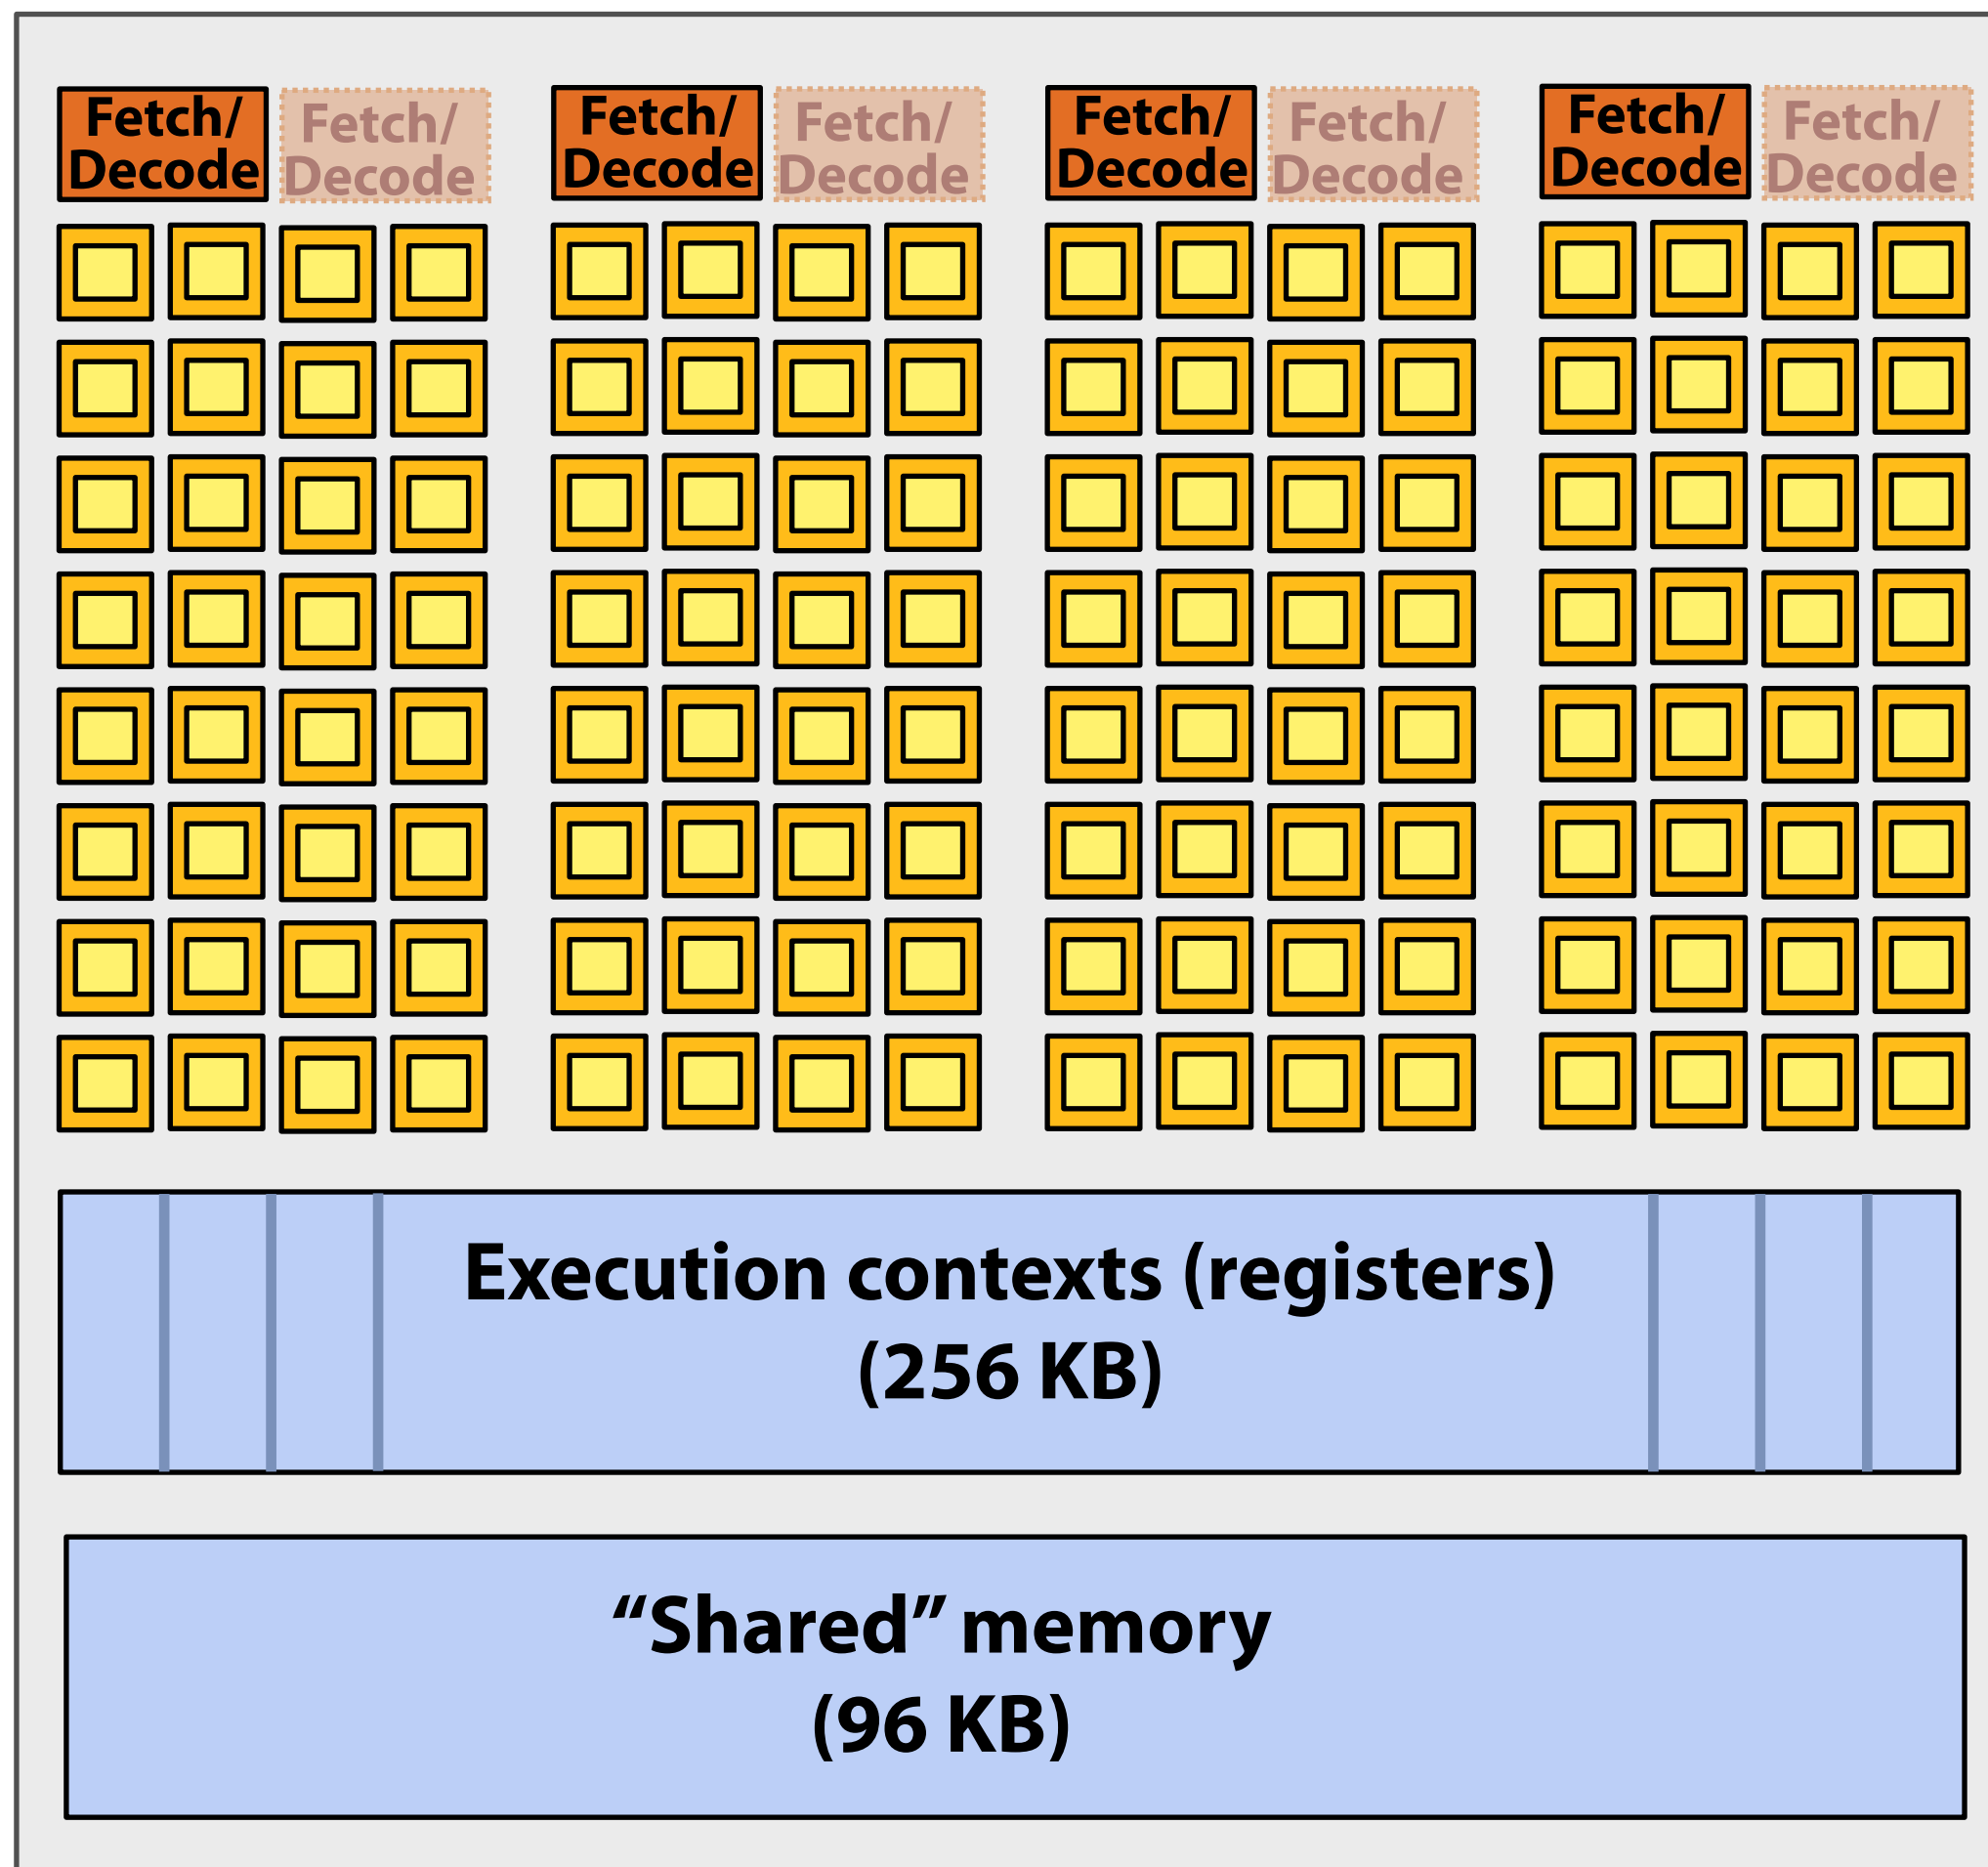 Fetch/
Decode
Fetch/
Decode
Fetch/
Decode
Fetch/
Decode
Fetch/
Decode
Fetch/
Decode
Fetch/
Decode
Fetch/
Decode
Execution contexts (registers)
(256 KB)
“Shared” memory
(96 KB)